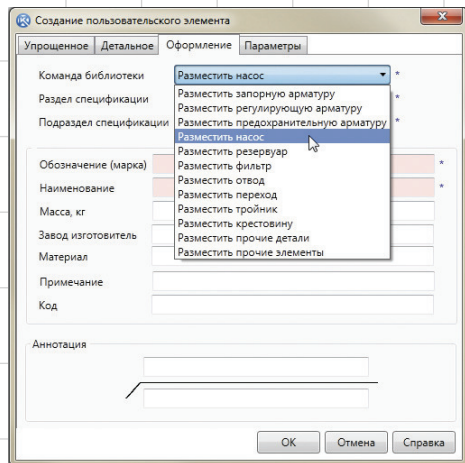 Создание пользовательского элемента
Упрощенное Детальное Оформление Параметры
Команда библиотеки Разместить насос *
Раздел спецификации *
Подраздел спецификации *
Разместить запорную арматуру
Разместить регулирующую арматуру
Разместить предохранительную арматуру
Разместить насос
Разместить резервуар
Разместить фильтр
Разместить отвод
Разместить переход
Разместить тройник
Разместить крестовину
Разместить прочие детали
Разместить прочие элементы
Обозначение (марка) *
Наименование *
Масса, кг
Завод изготовитель
Материал
Примечание
Код
Аннотация
ОК Отмена Справка